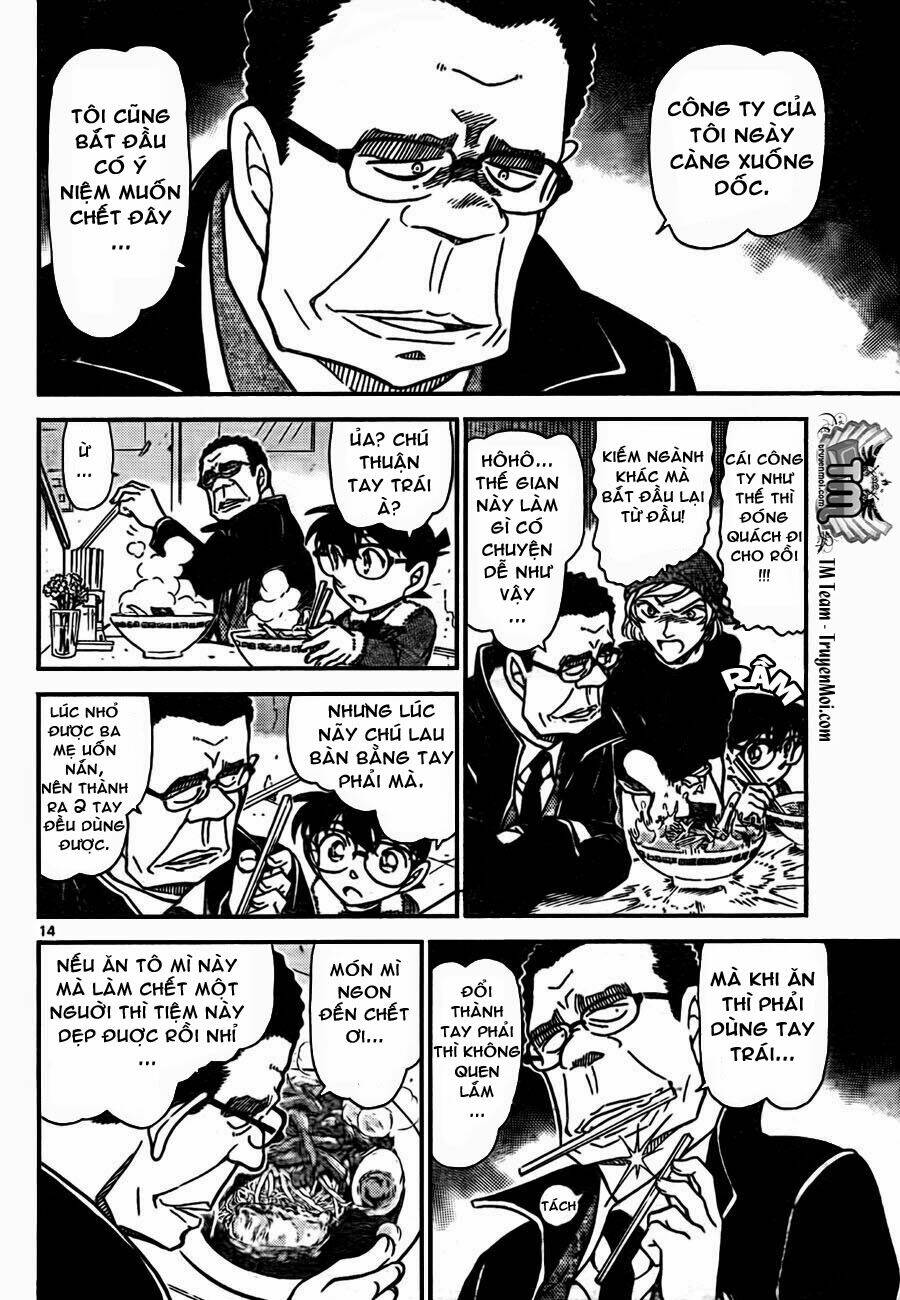 CÔNG TY CỦA
TÔI NGÀY
CÀNG XUỐNG
DỐC.
TÔI CŨNG
BẮT ĐẦU
CÓ Ý
NIỆM MUỐN
CHẾT ĐÂY
...
CÁI CÔNG
TY NHƯ
THẾ THÌ
ĐÓNG
QUÁCH ĐI
CHO RỒI
!!!
KIẾM NGÀNH
KHÁC MÀ
BẮT ĐẦU LẠI
TỪ ĐẦU!
HÔHÔ...
THẾ GIAN
NÀY LÀM
GÌ CÓ
CHUYỆN
DỄ NHƯ
VẬY ...
RẦM
ỦA? CHÚ
THUẬN
TAY TRÁI
À?
Ừ
...
NHƯNG LÚC
NÃY CHÚ LAU
BÀN BẰNG TAY
PHẢI MÀ.
LÚC NHỎ
ĐƯỢC BA
MẸ UỐN
NẮN,
NÊN THÀNH
RA 2 TAY
ĐỀU DÙNG
ĐƯỢC.
14
MÀ KHI ĂN
THÌ PHẢI
DÙNG TAY
TRÁI...
ĐỔI
THÀNH
TAY PHẢI
THÌ KHÔNG
QUEN
LẮM
...
TÁCH
MÓN MÌ
NGON
ĐẾN CHẾT
ƠI...
NẾU ĂN TÔ MÌ NÀY
MÀ LÀM CHẾT MỘT
NGƯỜI THÌ TIỆM NÀY
DẸP ĐUỢC RỒI NHỈ
...
TM
truyenmoi.com
TM Team - TruyenMoi.com